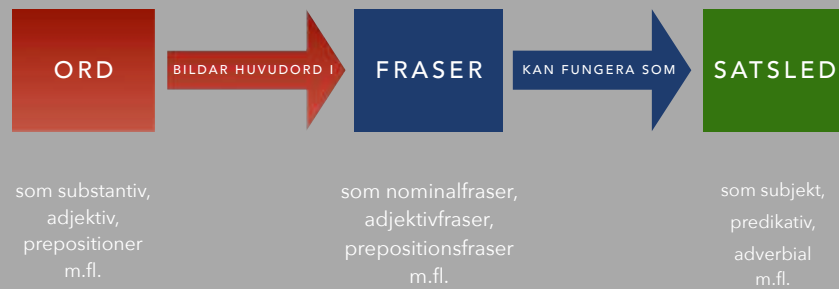 ORD
BILDAR HUVUDORD I
FRASER
KAN FUNGERA SOM
SATSLED
som substantiv,
adjektiv,
prepositioner
m.fl.
som nominalfraser,
adjektivfraser,
prepositionsfraser
m.fl.
som subjekt,
predikativ,
adverbial
m.fl.